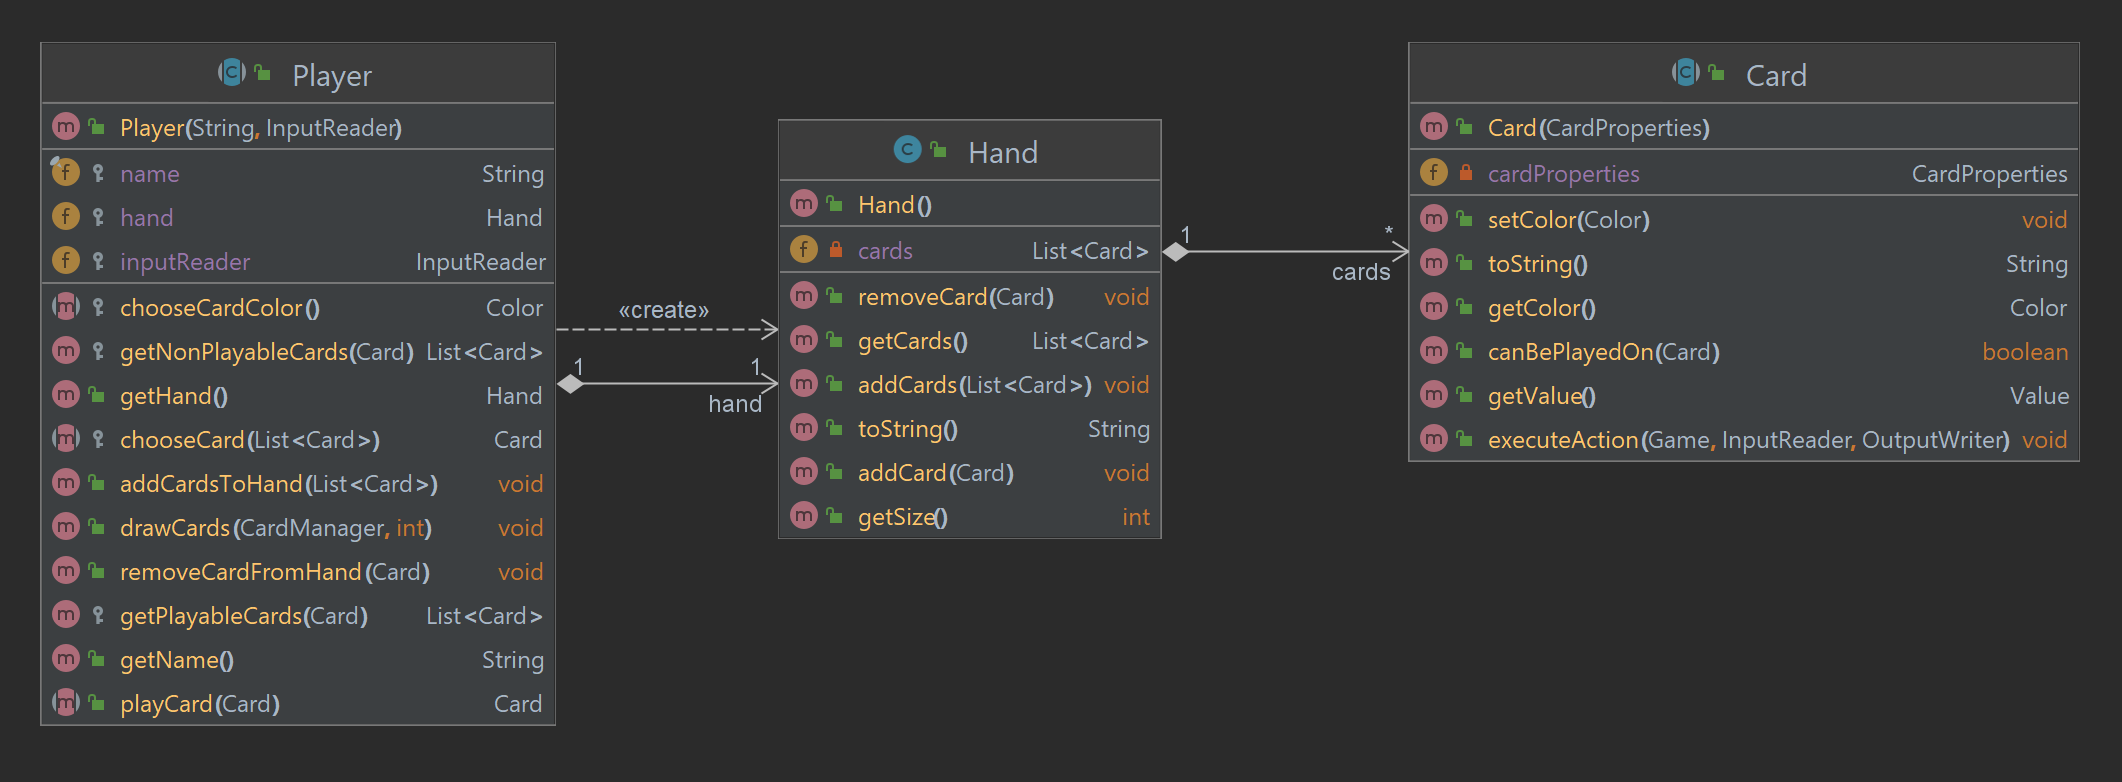 Player
Player(String, InputReader)
name String
hand Hand
inputReader InputReader
chooseCardColor() Color
getNonPlayableCards(Card) List<Card>
getHand() Hand
chooseCard(List<Card>) Card
addCardsToHand(List<Card>) void
drawCards(CardManager, int) void
removeCardFromHand(Card) void
getPlayableCards(Card) List<Card>
getName() String
playCard(Card) Card
«create»
1 1
hand
Hand
Hand()
cards List<Card>
removeCard(Card) void
getCards() List<Card>
addCards(List<Card>) void
toString() String
addCard(Card) void
getSize() int
1 *
cards
Card
Card(CardProperties)
cardProperties CardProperties
setColor(Color) void
toString() String
getColor() Color
canBePlayedOn(Card) boolean
getValue() Value
executeAction(Game, InputReader, OutputWriter) void